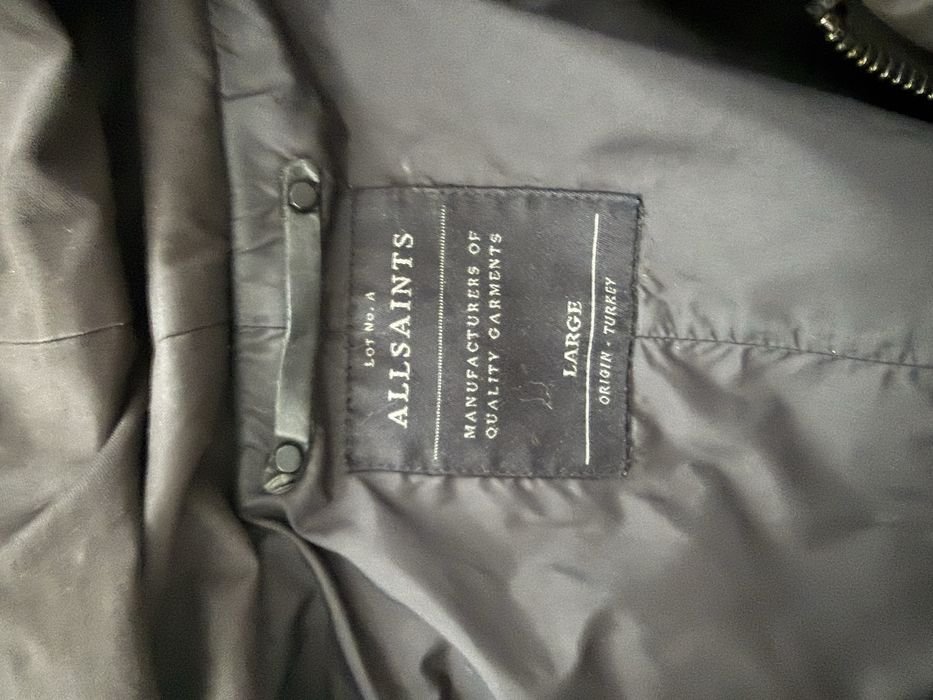 LOT No. A
ALLSAINTS
MANUFACTURERS OF
QUALITY GARMENTS
LARGE
ORIGIN - TURKEY